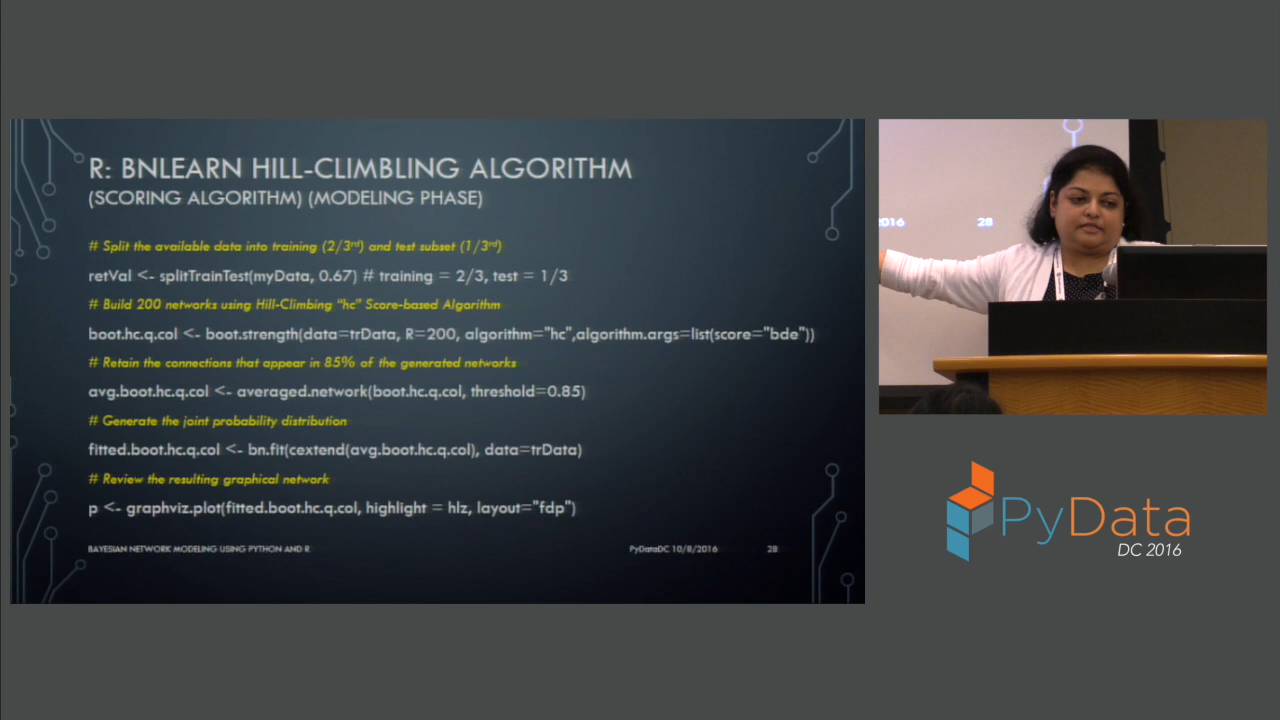 R: BNLEARN HILL-CLIMBLING ALGORITHM
(SCORING ALGORITHM) (MODELING PHASE)
# Split the available data into training (2/3rd) and test subset (1/3rd)
retVal <- splitTrainTest(myData, 0.67) # training = 2/3, test = 1/3
# Build 200 networks using Hill-Climbing "hc" Score-based Algorithm
boot.hc.q.col <- boot.strength(data=trData, R=200, algorithm="hc",algorithm.args=list(score="bde"))
# Retain the connections that appear in 85% of the generated networks
avg.boot.hc.q.col <- averaged.network(boot.hc.q.col, threshold=0.85)
# Generate the joint probability distribution
fitted.boot.hc.q.col <- bn.fit(cextend(avg.boot.hc.q.col), data=trData)
# Review the resulting graphical network
p <- graphviz.plot(fitted.boot.hc.q.col, highlight = hlz, layout="fdp")
BAYESIAN NETWORK MODELING USING PYTHON AND R PyDataDC 10/8/2016 28
2016 28
PyData
DC 2016